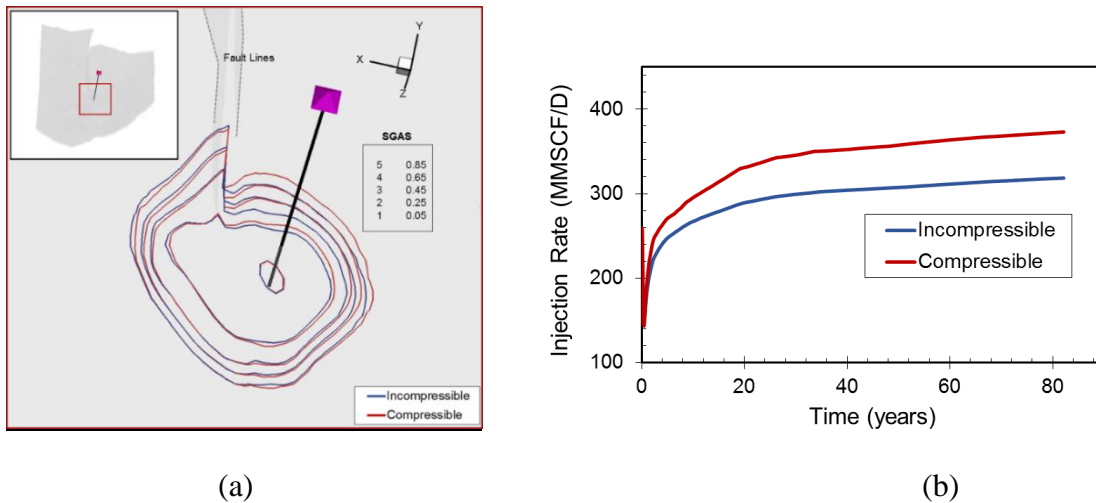 Fault Lines
Y
X
Z
SGAS
5 0.85
4 0.65
3 0.45
2 0.25
1 0.05
Incompressible
Compressible
(a)
Injection Rate (MMSCF/D)
400
300
200
100
Incompressible
Compressible
0 20 40 60 80
Time (years)
(b)